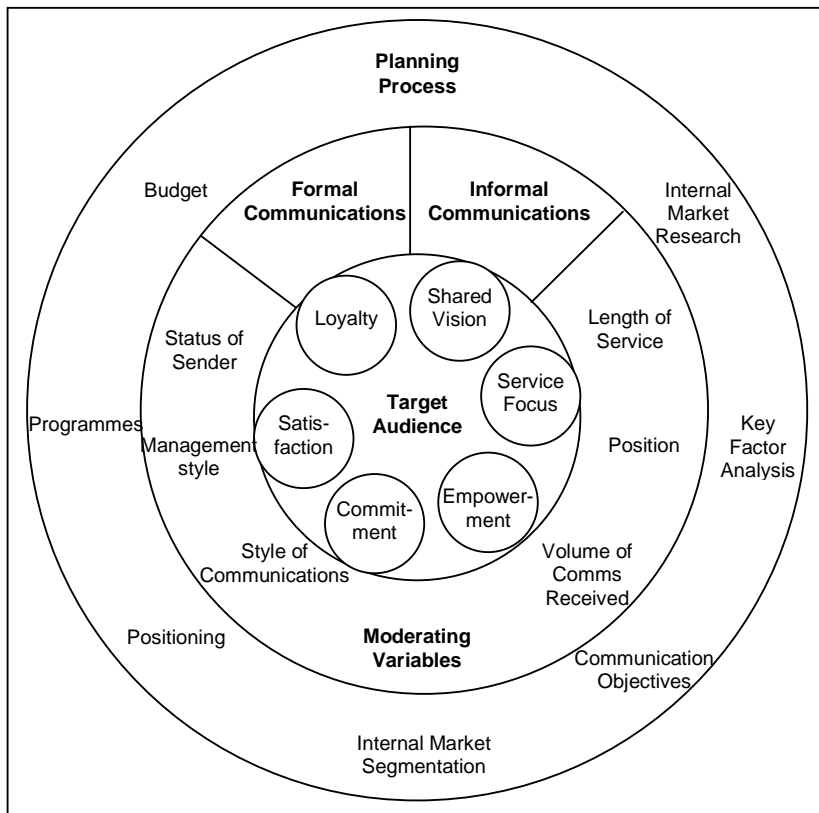 Planning
Process
Budget
Formal
Communications
Informal
Communications
Internal
Market
Research
Status of
Sender
Loyalty
Shared
Vision
Length of
Service
Programmes
Management
style
Satis-
faction
Target
Audience
Service
Focus
Position
Key
Factor
Analysis
Commit-
ment
Empower-
ment
Style of
Communications
Volume of
Comms
Received
Positioning
Moderating
Variables
Communication
Objectives
Internal Market
Segmentation